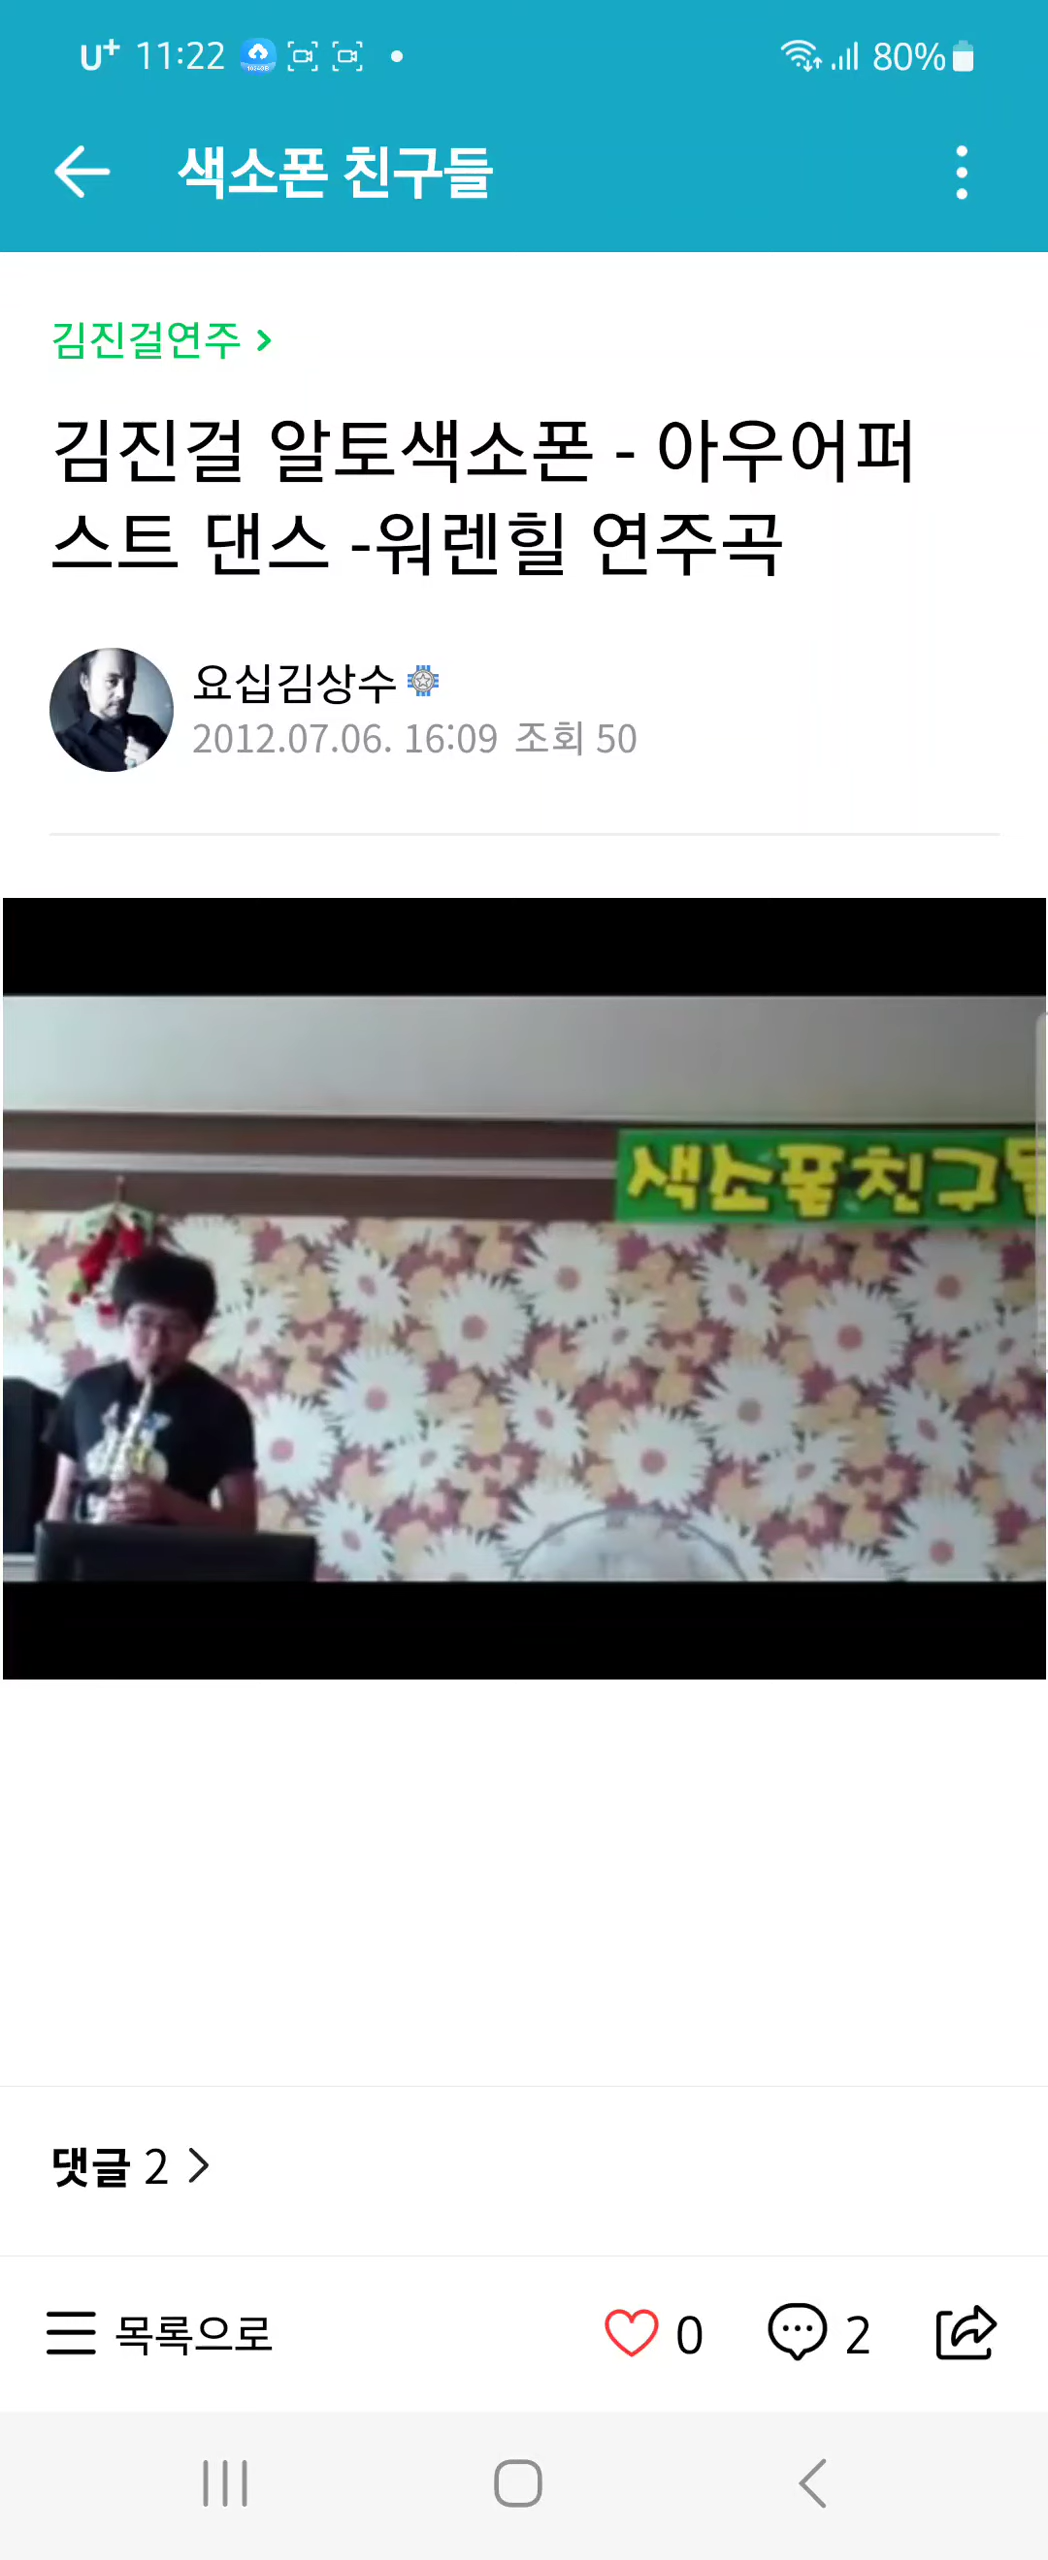 U+ 11:22 80%
색소폰 친구들
김진걸연주 >
김진걸 알토색소폰 - 아우어퍼
스트 댄스 -워렌힐 연주곡
요십김상수
2012.07.06. 16:09 조회 50
색소폰친구들
댓글 2 >
목록으로 0 2